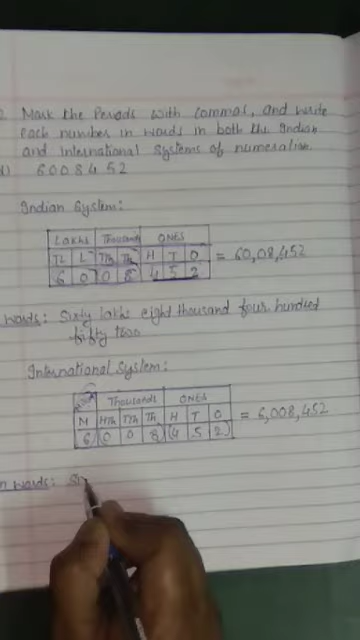 Mark the Periods with commas, and write
each number in words in both the Indian
and International Systems of numeration.
6008452
Indian System:
Lakhs Thousand ONES
TL L TTh Th H T O
6 0 0 8 4 5 2 = 60,08,452
words: Sixty lakhs eight thousand four hundred
fifty two
International System:
Thousands ONES
M HTh TTh Th H T O
6 0 0 8 4 5 2 = 6,008,452
n words: Si